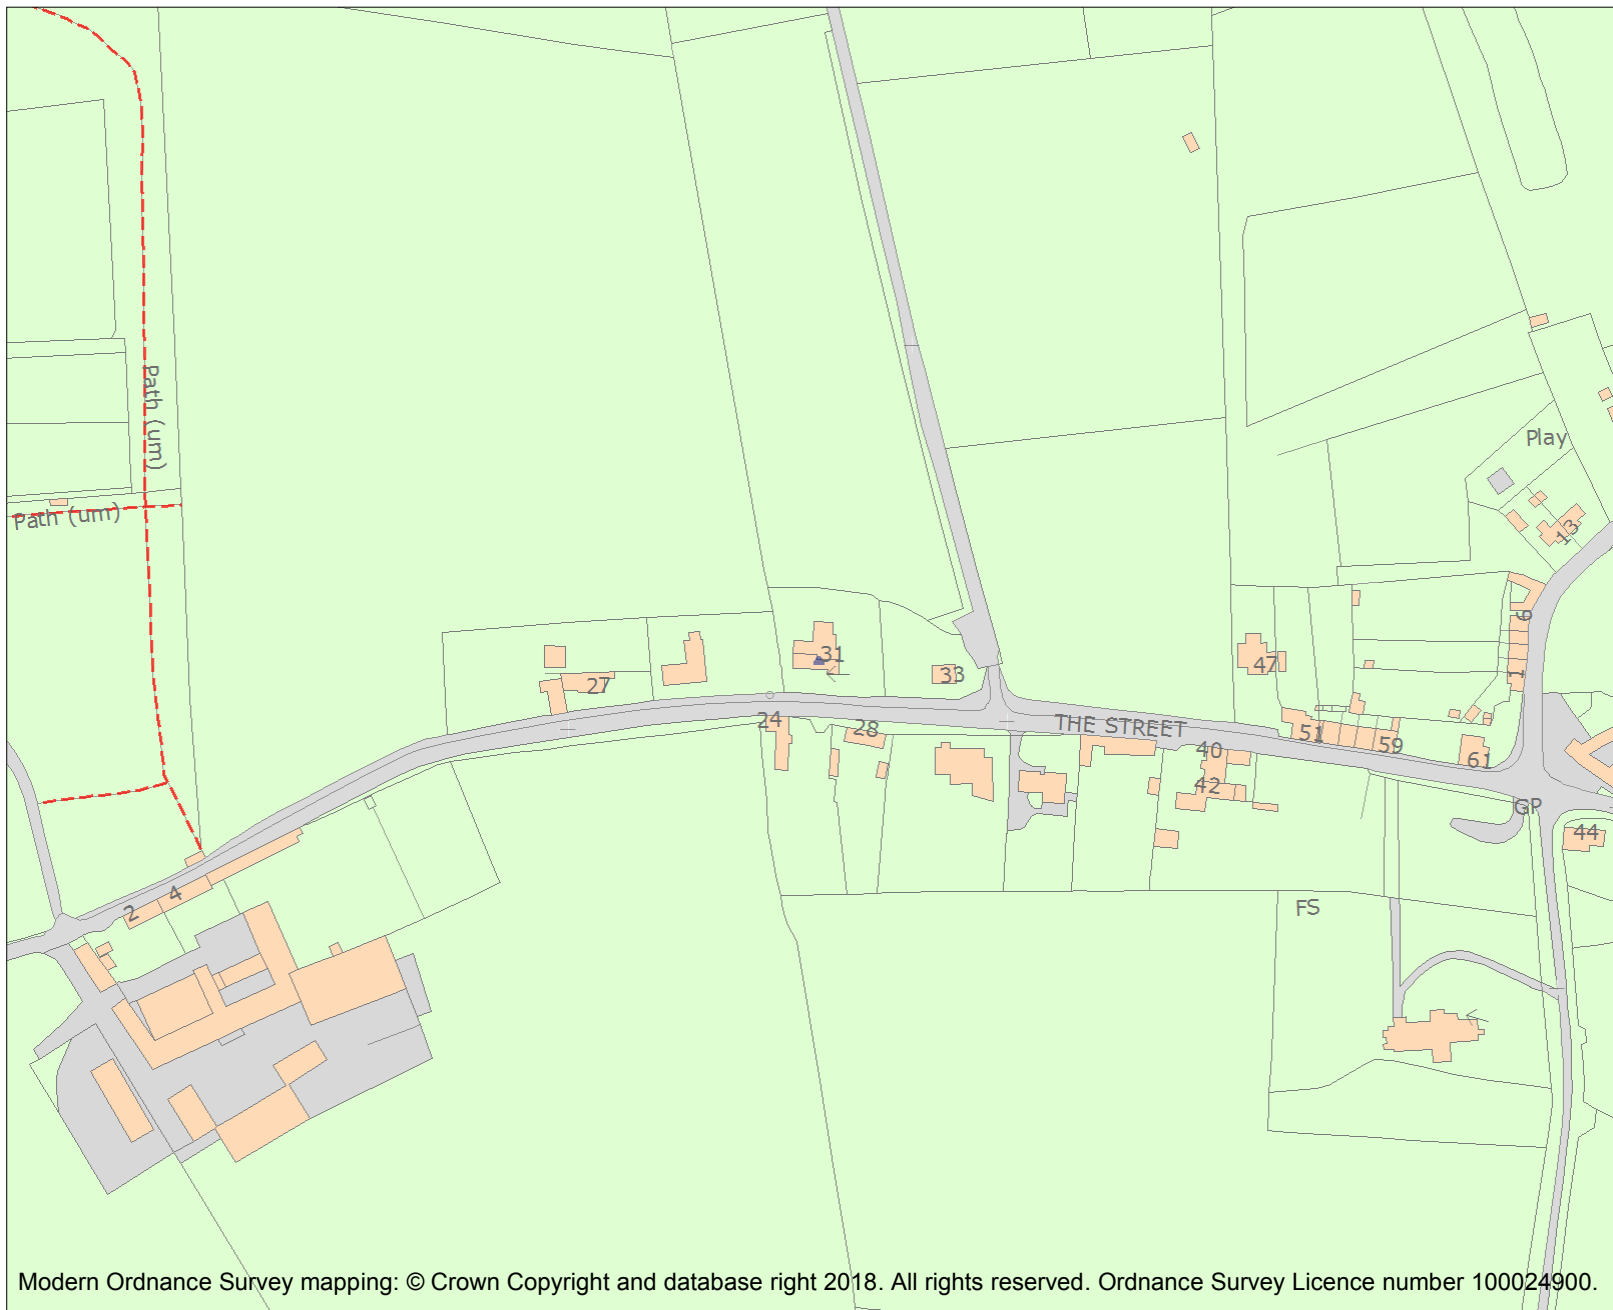 Path (um)
Play
Path (um)
13
6
31
33
47
1
27
24
28
THE STREET
51
59
40
61
42
GP
44
4
2
FS
Modern Ordnance Survey mapping: © Crown Copyright and database right 2018. All rights reserved. Ordnance Survey Licence number 100024900.